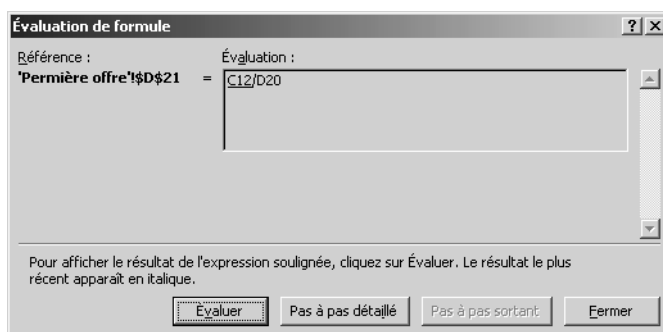 Évaluation de formule
Référence :
Évaluation :
'Permière offre'!$D$21 = C12/D20
Pour afficher le résultat de l'expression soulignée, cliquez sur Évaluer. Le résultat le plus
récent apparaît en italique.
Évaluer Pas à pas détaillé Pas à pas sortant Fermer